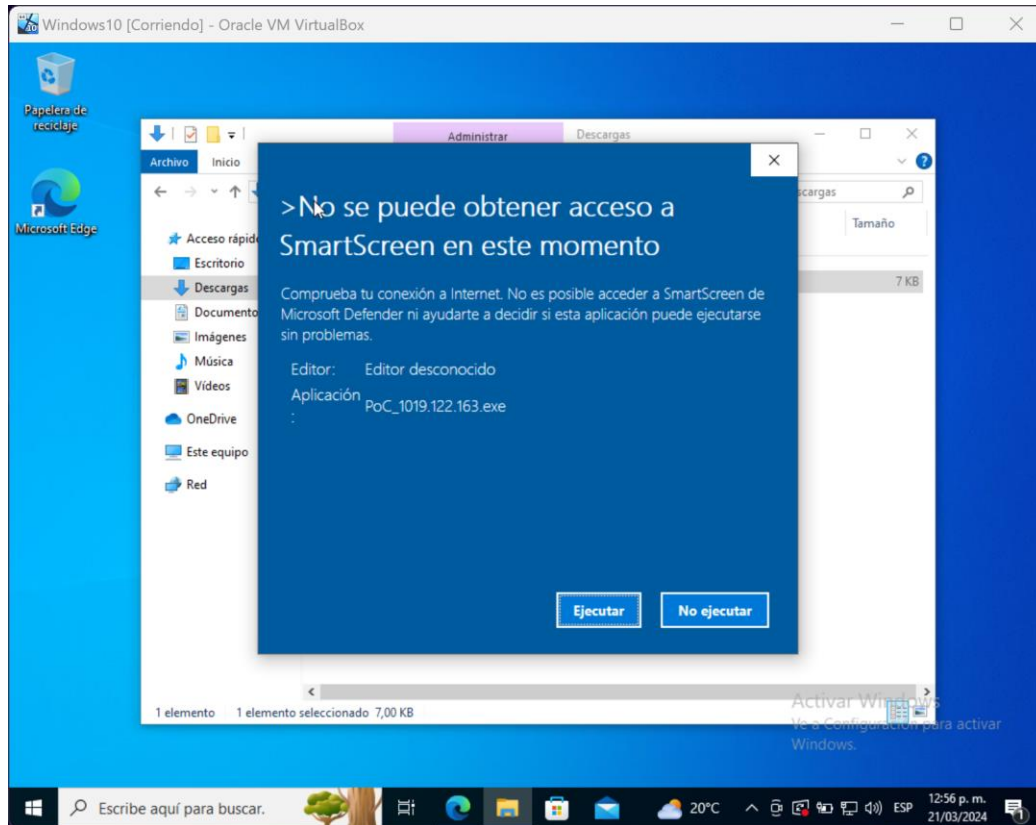 Windows10 [Corriendo] - Oracle VM VirtualBox
Papelera de
reciclaje
Microsoft Edge
Administrar
Descargas
Archivo
Inicio
scargas
Tamaño
Acceso rápido
Escritorio
Descargas
7 KB
Documento
Imágenes
Música
Vídeos
OneDrive
Este equipo
Red
>No se puede obtener acceso a
SmartScreen en este momento
Comprueba tu conexión a Internet. No es posible acceder a SmartScreen de
Microsoft Defender ni ayudarte a decidir si esta aplicación puede ejecutarse
sin problemas.
Editor: Editor desconocido
Aplicación
: PoC_1019.122.163.exe
Ejecutar
No ejecutar
1 elemento 1 elemento seleccionado 7,00 KB
Activar Windows
Ve a Configuración para activar
Windows.
Escribe aquí para buscar.
20°C
ESP
12:56 p. m.
21/03/2024
1